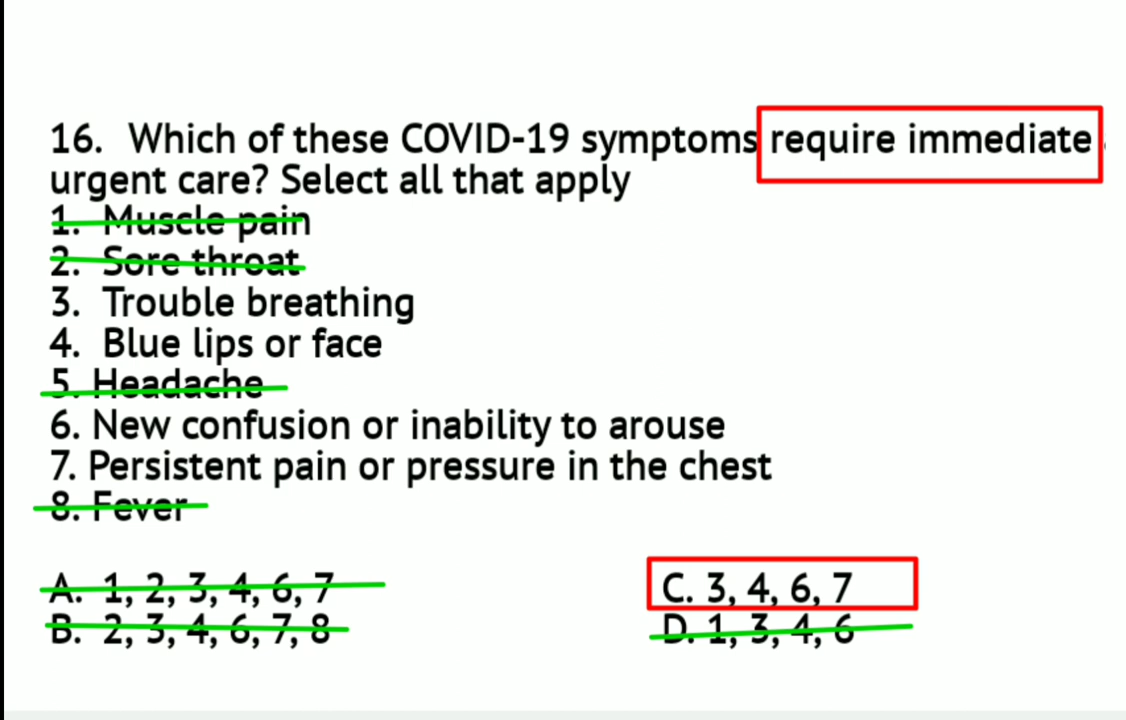 16. Which of these COVID-19 symptoms require immediate
urgent care? Select all that apply
1. Muscle pain
2. Sore throat
3. Trouble breathing
4. Blue lips or face
5. Headache
6. New confusion or inability to arouse
7. Persistent pain or pressure in the chest
8. Fever
A. 1, 2, 3, 4, 6, 7 C. 3, 4, 6, 7
B. 2, 3, 4, 6, 7, 8 D. 1, 3, 4, 6